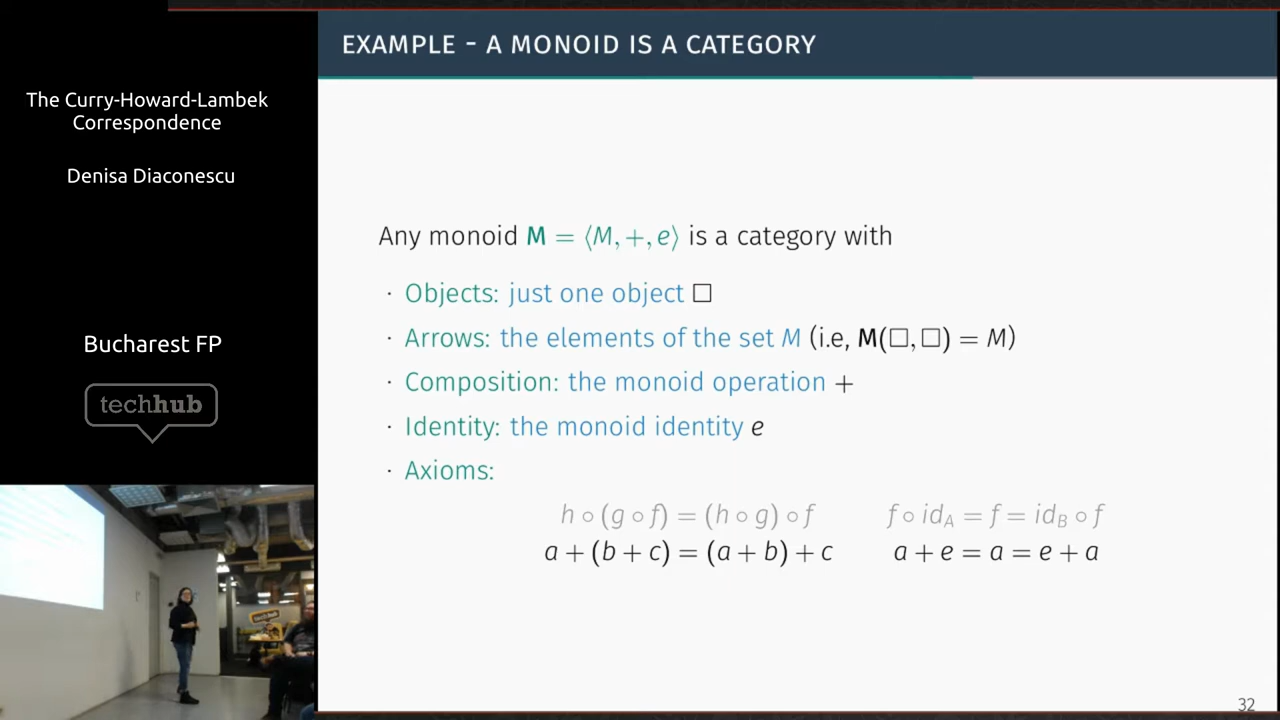 The Curry-Howard-Lambek
Correspondence
Denisa Diaconescu
Bucharest FP
techhub
EXAMPLE - A MONOID IS A CATEGORY
Any monoid M = ⟨M, +, e⟩ is a category with
· Objects: just one object □
· Arrows: the elements of the set M (i.e, M(□, □) = M)
· Composition: the monoid operation +
· Identity: the monoid identity e
· Axioms:
h ∘ (g ∘ f) = (h ∘ g) ∘ f f ∘ id_A = f = id_B ∘ f
a + (b + c) = (a + b) + c a + e = a = e + a
32
techhub